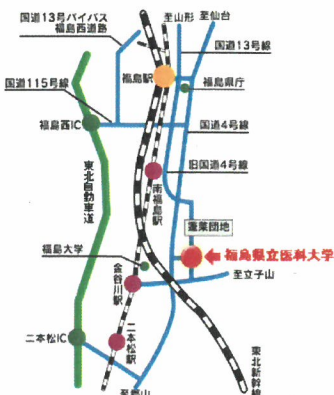 国道13号バイパス
福島西道路
至山形
至仙台
国道13号線
福島駅
福島県庁
国道115号線
福島西IC
国道4号線
旧国道4号線
南福島駅
東北自動車道
蓬莱団地
福島大学
福島県立医科大学
金谷川駅
至立子山
二本松IC
二本松駅
至郡山
東北新幹線